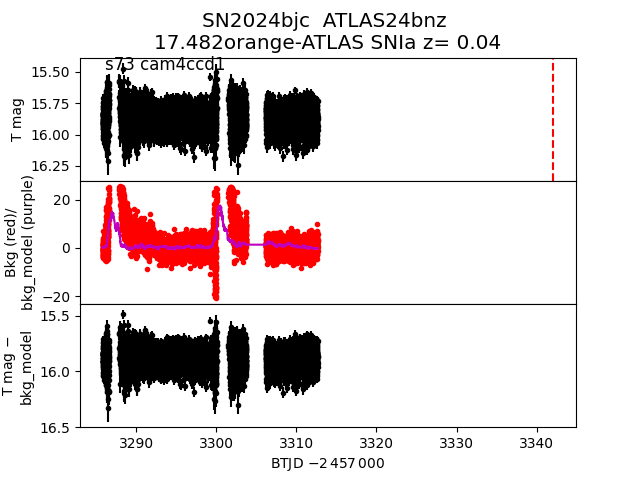 SN2024bjc ATLAS24bnz
17.482orange-ATLAS SNIa z= 0.04
s73 cam4ccd1
15.50
15.75
16.00
16.25
T mag
20
0
−20
Bkg (red)/
bkg_model (purple)
15.5
16.0
16.5
T mag −
bkg_model
3290 3300 3310 3320 3330 3340
BTJD −2 457 000